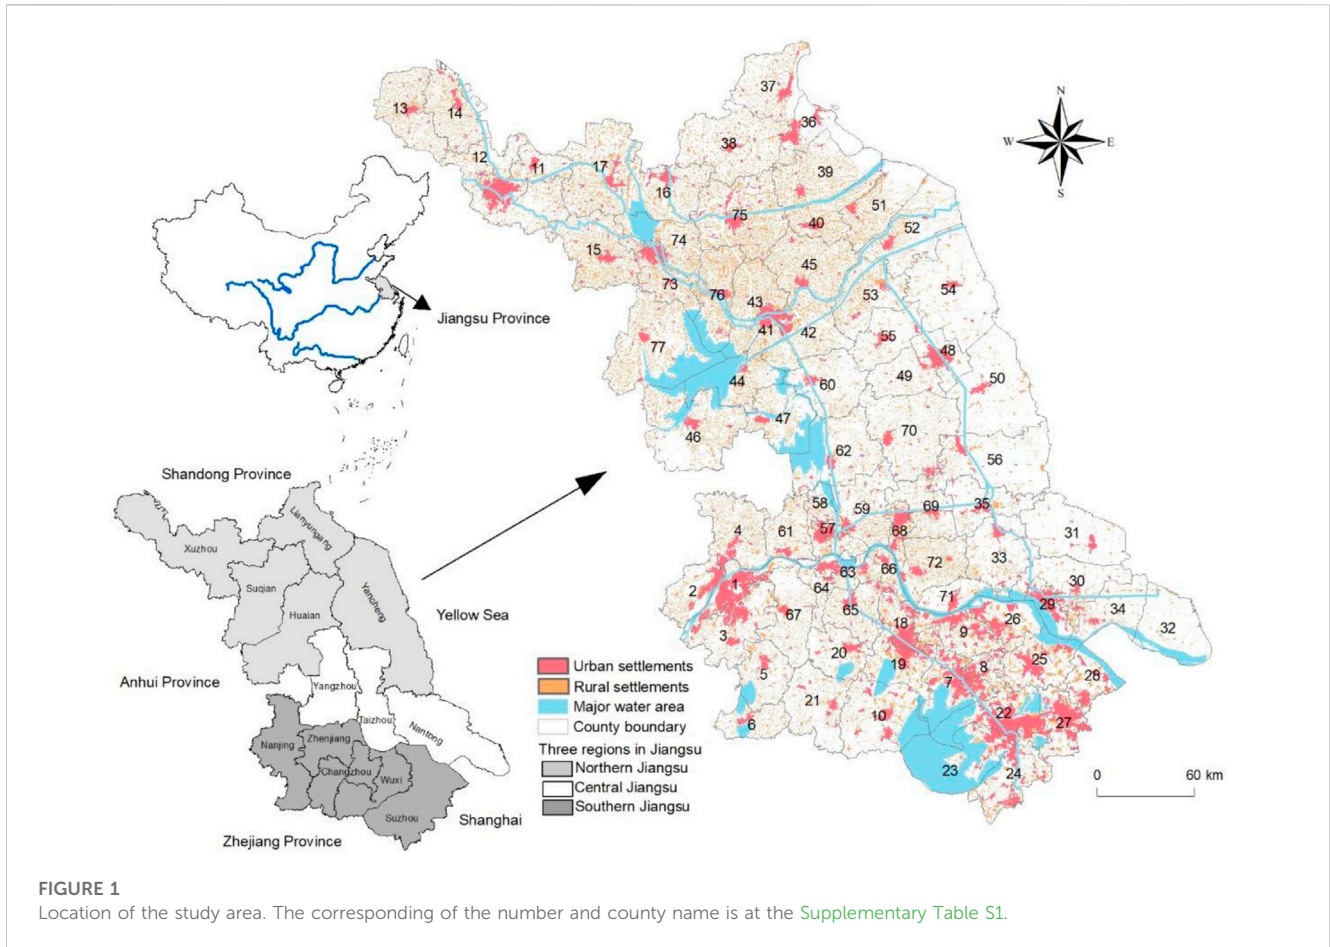 N
W
E
S
37
36
13
14
38
12
11
17
39
16
51
75
40
52
15
74
45
73
76
43
53
54
41
42
55
48
77
44
60
49
50
47
46
70
62
56
58
59
69
35
4
61
57
68
31
33
2
1
63
66
72
64
71
30
67
65
29
34
3
18
9
26
32
20
19
8
25
5
7
28
21
10
22
27
6
23
24
Jiangsu Province
Shandong Province
Lianyungang
Xuzhou
Suqian
Huaian
Yancheng
Yellow Sea
Anhui Province
Yangzhou
Taizhou
Nantong
Nanjing
Zhenjiang
Changzhou
Wuxi
Suzhou
Shanghai
Zhejiang Province
Urban settlements
Rural settlements
Major water area
County boundary
Three regions in Jiangsu
Northern Jiangsu
Central Jiangsu
Southern Jiangsu
0 60 km
FIGURE 1
Location of the study area. The corresponding of the number and county name is at the Supplementary Table S1.